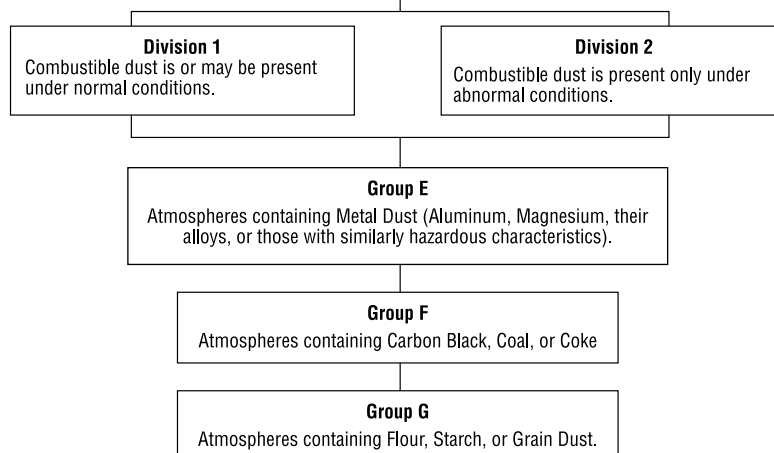 Division 1
Combustible dust is or may be present
under normal conditions.
Division 2
Combustible dust is present only under
abnormal conditions.
Group E
Atmospheres containing Metal Dust (Aluminum, Magnesium, their
alloys, or those with similarly hazardous characteristics).
Group F
Atmospheres containing Carbon Black, Coal, or Coke
Group G
Atmospheres containing Flour, Starch, or Grain Dust.